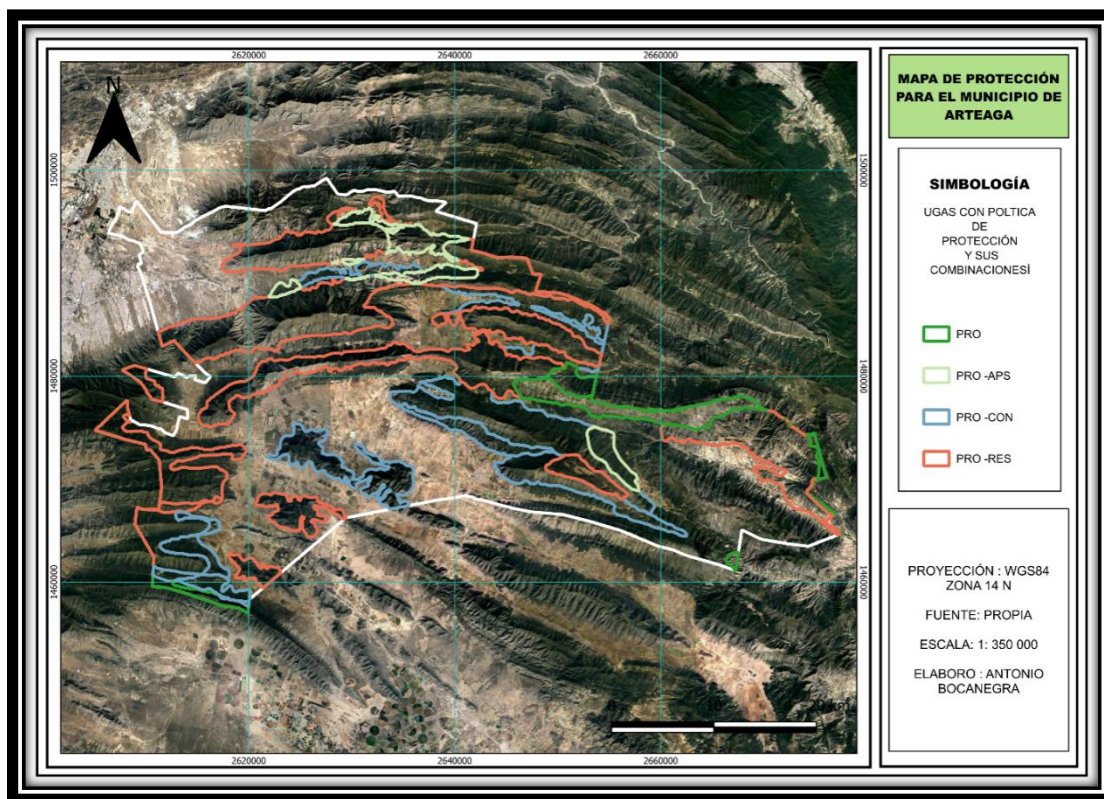 MAPA DE PROTECCIÓN
PARA EL MUNICIPIO DE
ARTEAGA
SIMBOLOGÍA
UGAS CON POLTICA
DE
PROTECCIÓN
Y SUS
COMBINACIONESÍ
PRO
PRO -APS
PRO -CON
PRO -RES
PROYECCIÓN : WGS84
ZONA 14 N
FUENTE: PROPIA
ESCALA: 1: 350 000
ELABORO : ANTONIO
BOCANEGRA
N
2620000
2640000
2660000
1500000
1500000
1480000
1480000
1460000
1460000
2620000
2640000
2660000